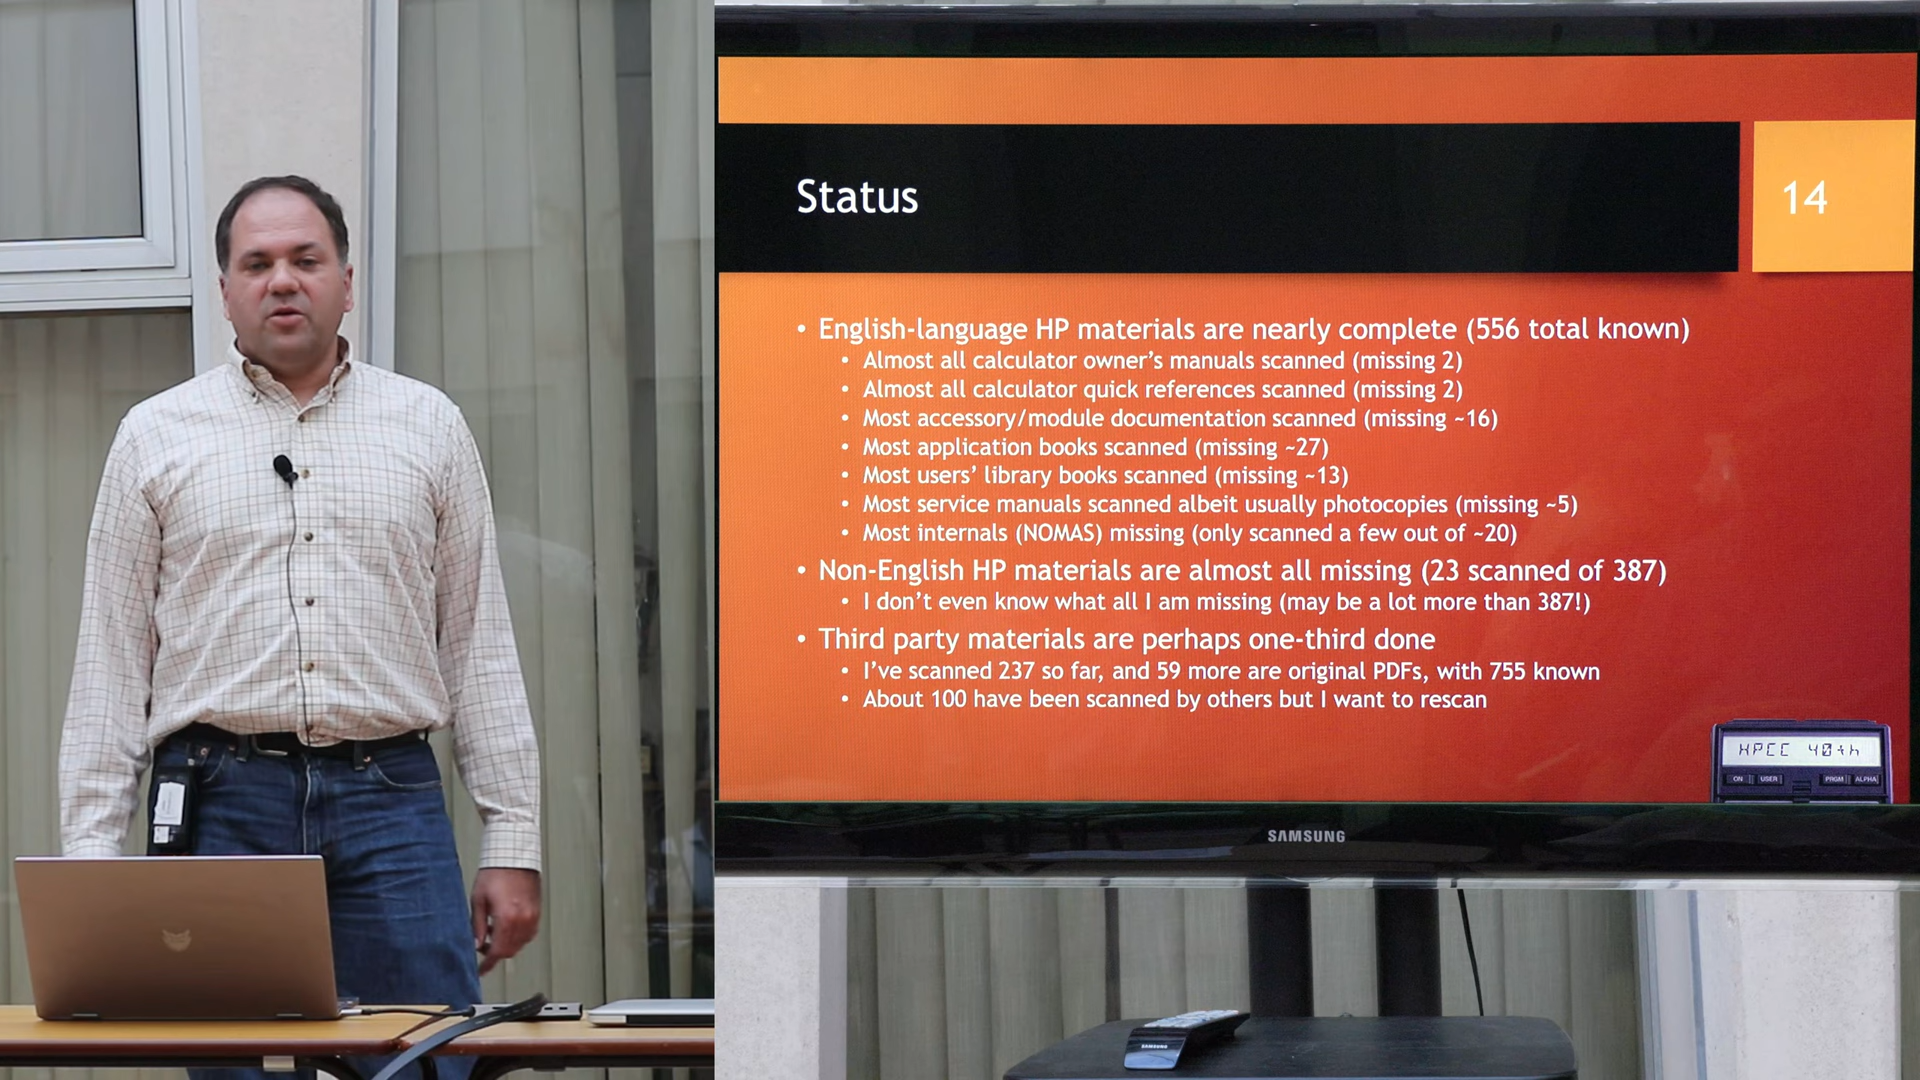 Status
14
• English-language HP materials are nearly complete (556 total known)
• Almost all calculator owner's manuals scanned (missing 2)
• Almost all calculator quick references scanned (missing 2)
• Most accessory/module documentation scanned (missing ~16)
• Most application books scanned (missing ~27)
• Most users' library books scanned (missing ~13)
• Most service manuals scanned albeit usually photocopies (missing ~5)
• Most internals (NOMAS) missing (only scanned a few out of ~20)
• Non-English HP materials are almost all missing (23 scanned of 387)
• I don't even know what all I am missing (may be a lot more than 387!)
• Third party materials are perhaps one-third done
• I've scanned 237 so far, and 59 more are original PDFs, with 755 known
• About 100 have been scanned by others but I want to rescan
HPCC 40th
ON USER PRGM ALPHA
SAMSUNG
SAMSUNG